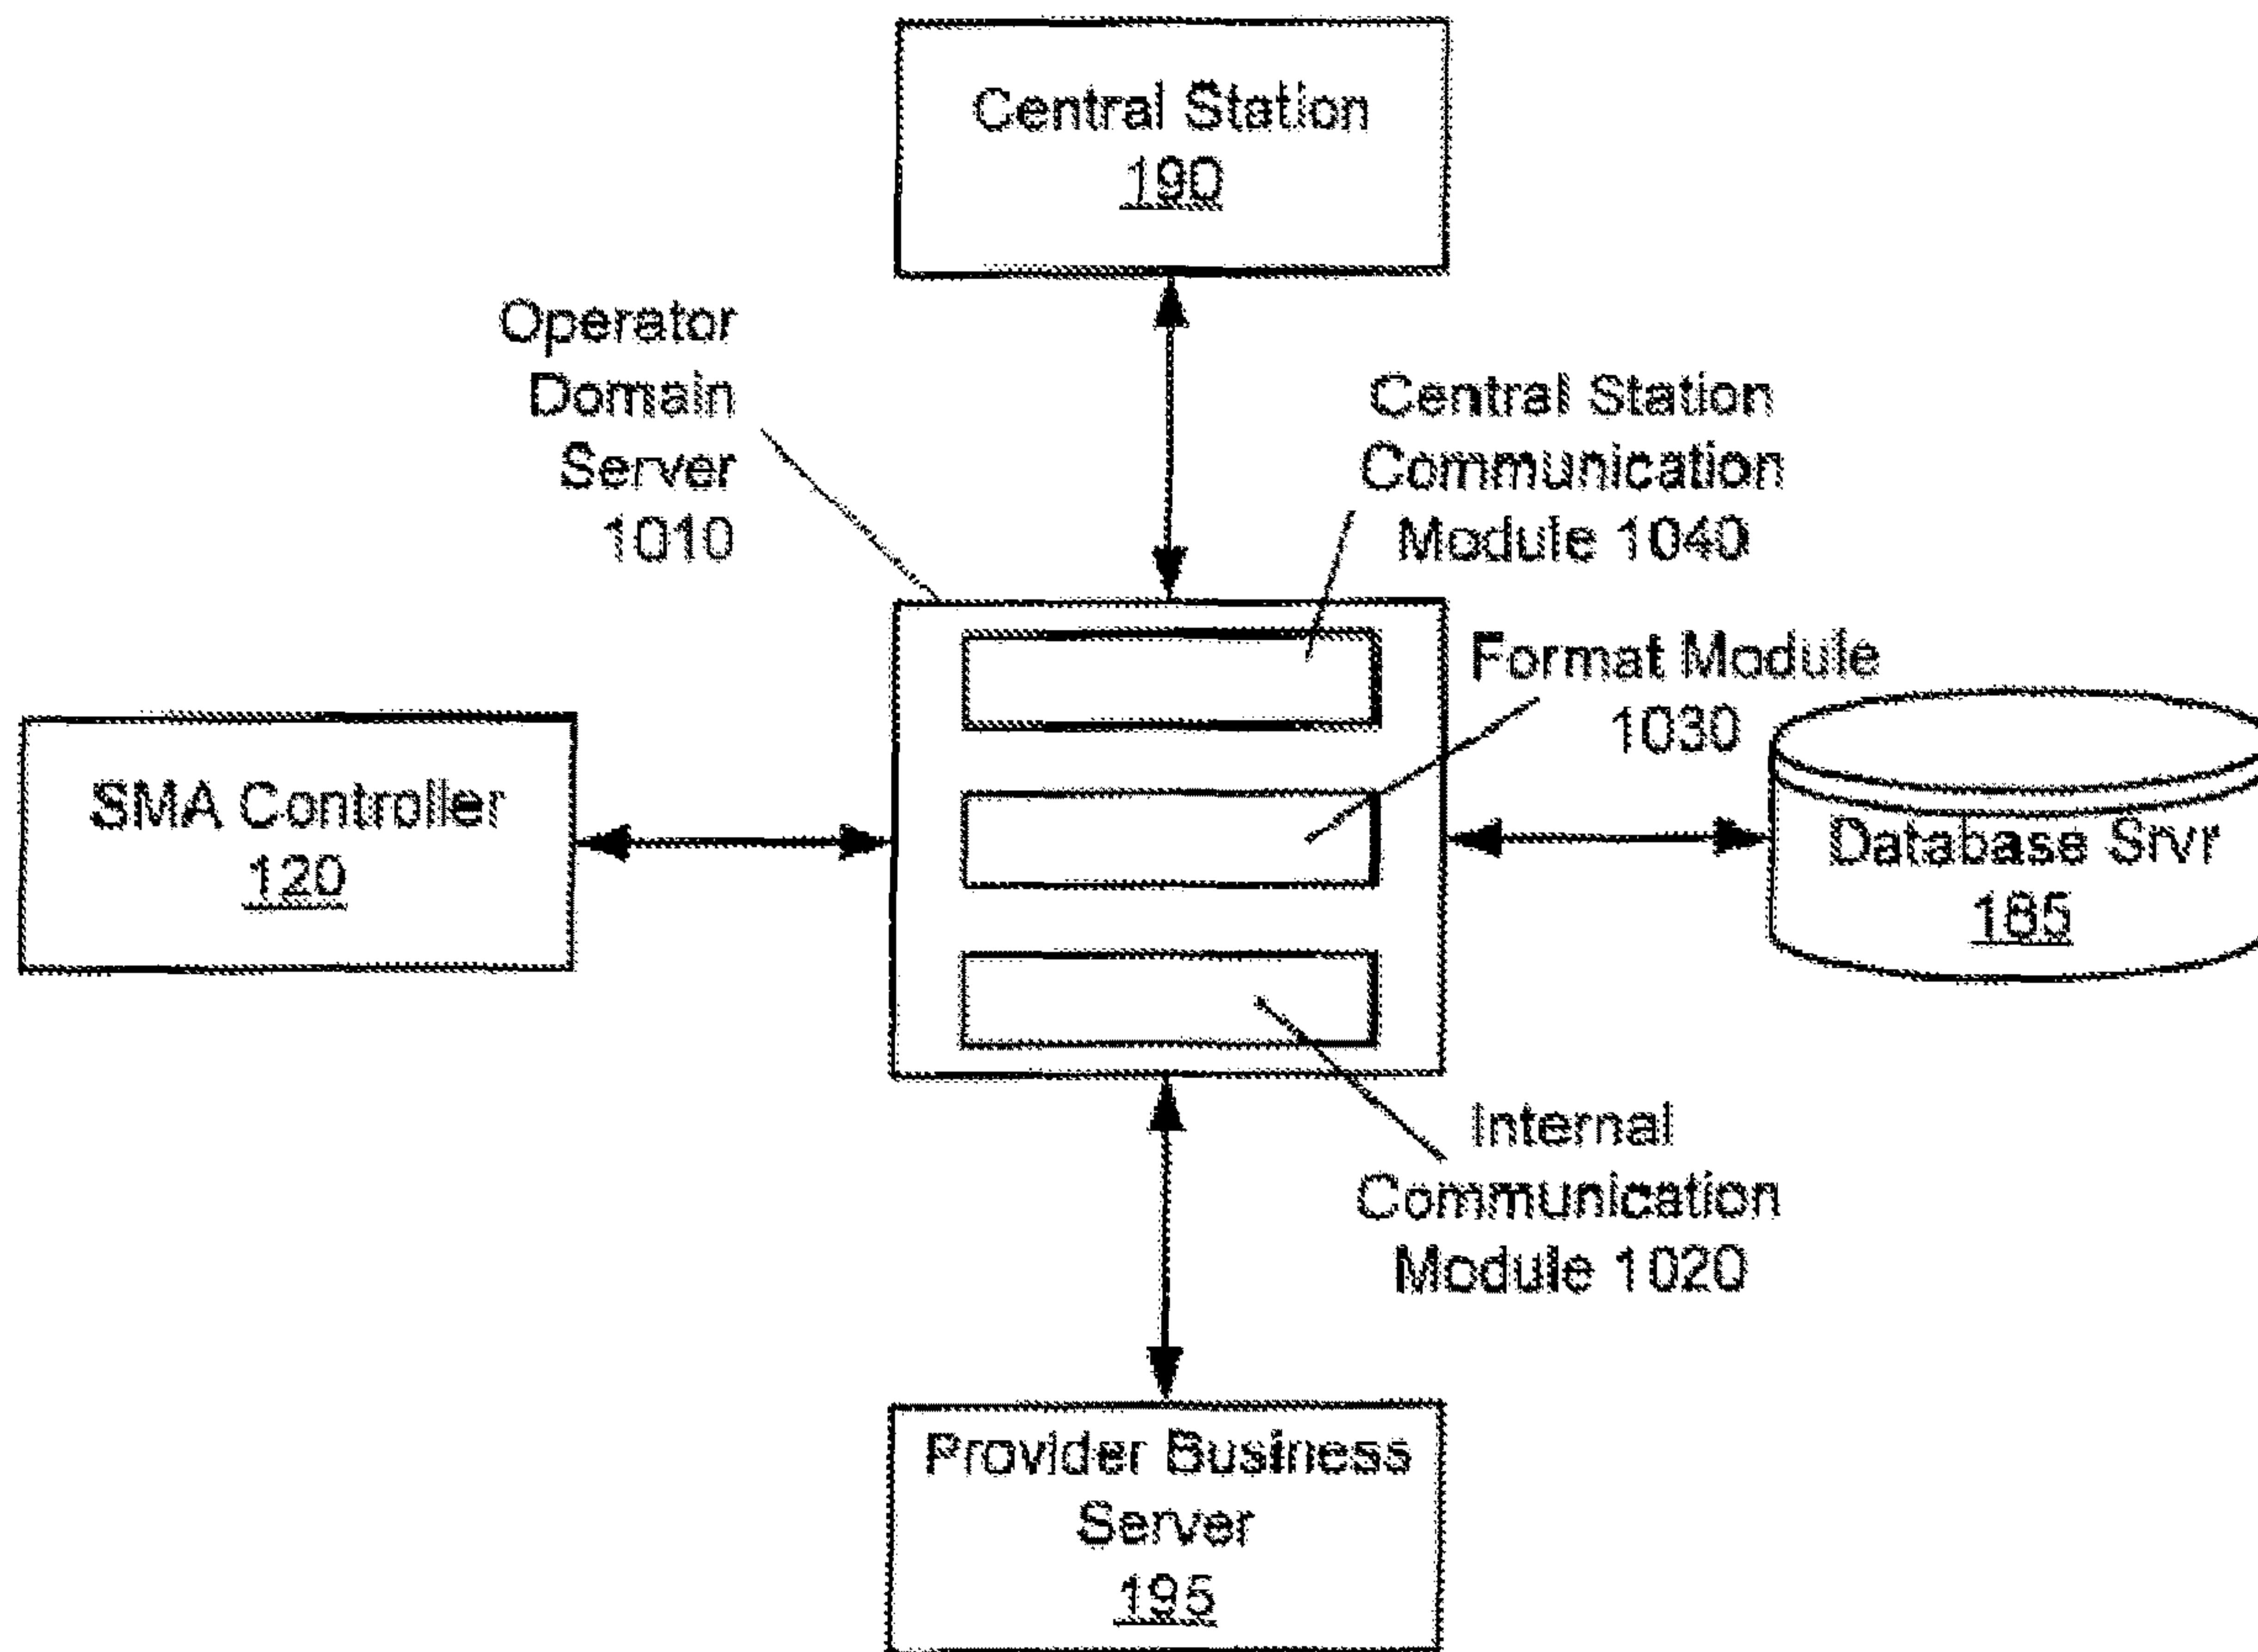 Central Station
190
Operator
Domain
Server
1010
Central Station
Communication
Module 1040
Format Module
1030
SMA Controller
120
Database Srvr
185
Internal
Communication
Module 1020
Provider Business
Server
195